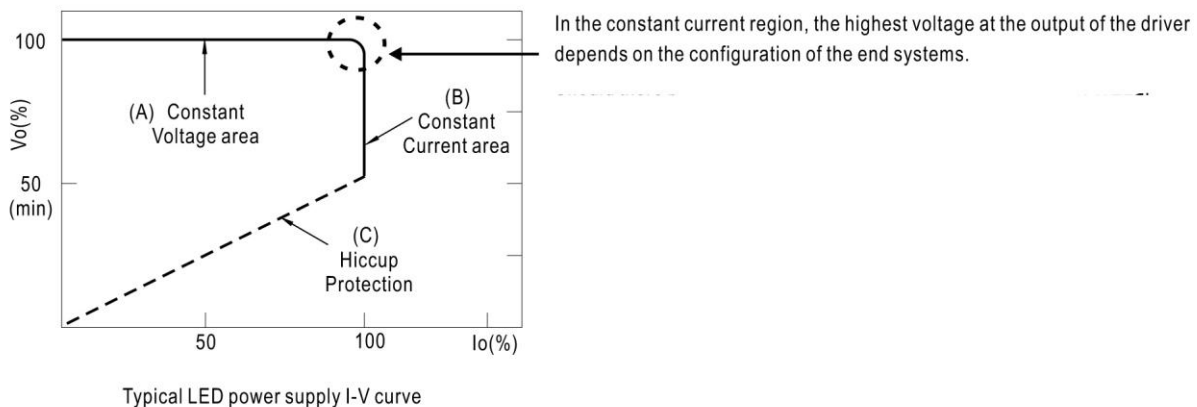 100
Vo(%)
50
(min)
(A) Constant
Voltage area
(B)
Constant
Current area
(C)
Hiccup
Protection
50
100
Io(%)
Typical LED power supply I-V curve
In the constant current region, the highest voltage at the output of the driver
depends on the configuration of the end systems.